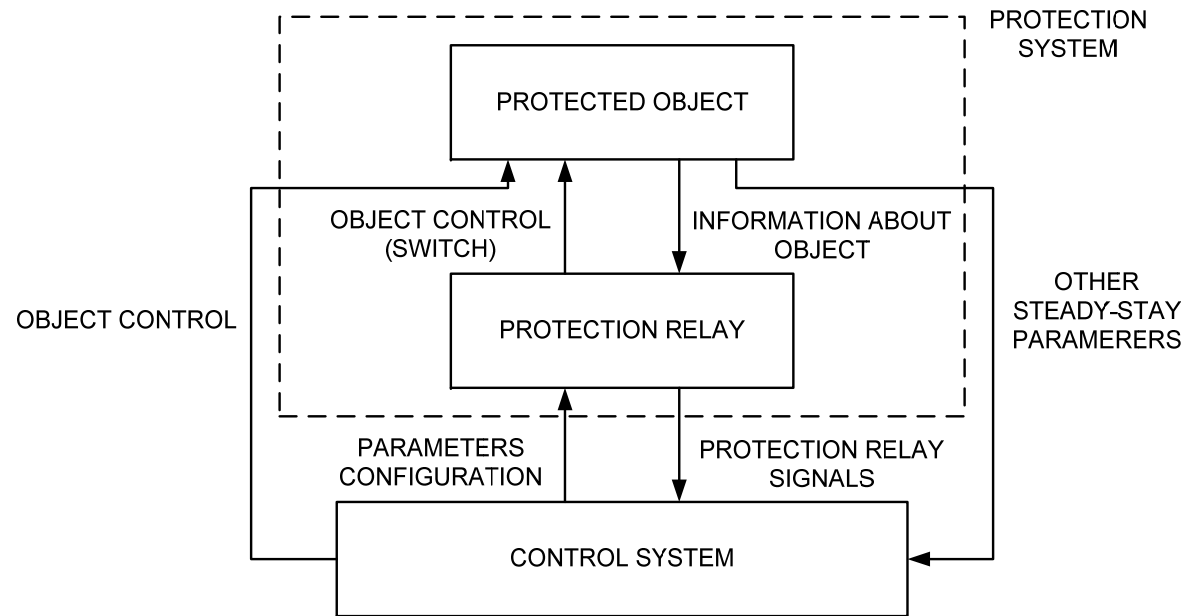 PROTECTION
SYSTEM
PROTECTED OBJECT
OBJECT CONTROL
(SWITCH)
INFORMATION ABOUT
OBJECT
OBJECT CONTROL
PROTECTION RELAY
OTHER
STEADY-STAY
PARAMERERS
PARAMETERS
CONFIGURATION
PROTECTION RELAY
SIGNALS
CONTROL SYSTEM